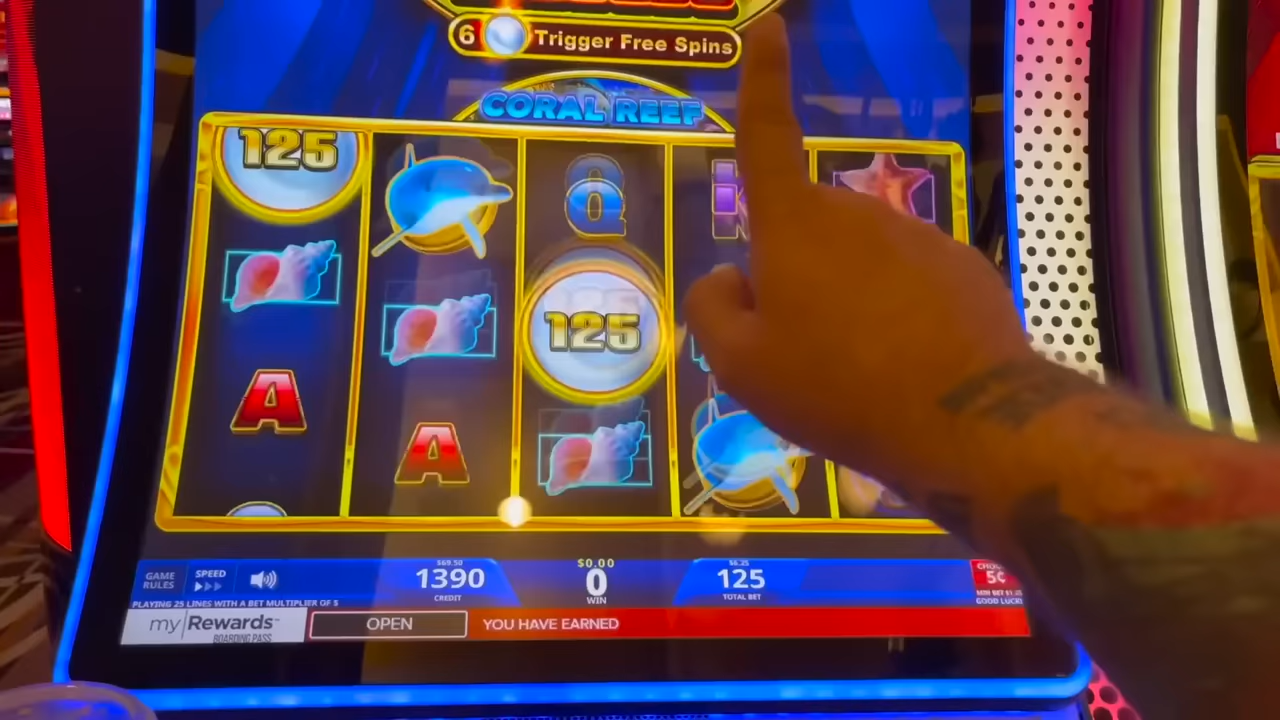 6 Trigger Free Spins
CORAL REEF
125
Q
K
125
A
A
GAME RULES
SPEED
$69.50
1390
CREDIT
$0.00
0
WIN
$6.25
125
TOTAL BET
5¢
GOOD LUCK
PLAYING 25 LINES WITH A BET MULTIPLIER OF 5
my Rewards
BOARDING PASS
OPEN
YOU HAVE EARNED